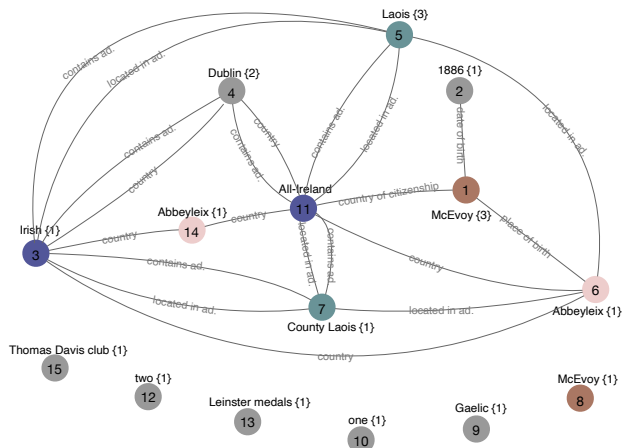 Laois {3}
5
contains ad.
located in ad.
Dublin {2}
4
1886 {1}
2
contains ad.
country
contains ad.
country
contains ad.
located in ad.
date of birth
located in ad.
All-Ireland
11
country of citizenship
1
McEvoy {3}
Abbeyleix {1}
14
country
country
Irish {1}
3
place of birth
contains ad.
located in ad.
located in ad.
contains ad.
country
6
Abbeyleix {1}
7
County Laois {1}
located in ad.
country
Thomas Davis club {1}
15
two {1}
12
Leinster medals {1}
13
one {1}
10
Gaelic {1}
9
McEvoy {1}
8